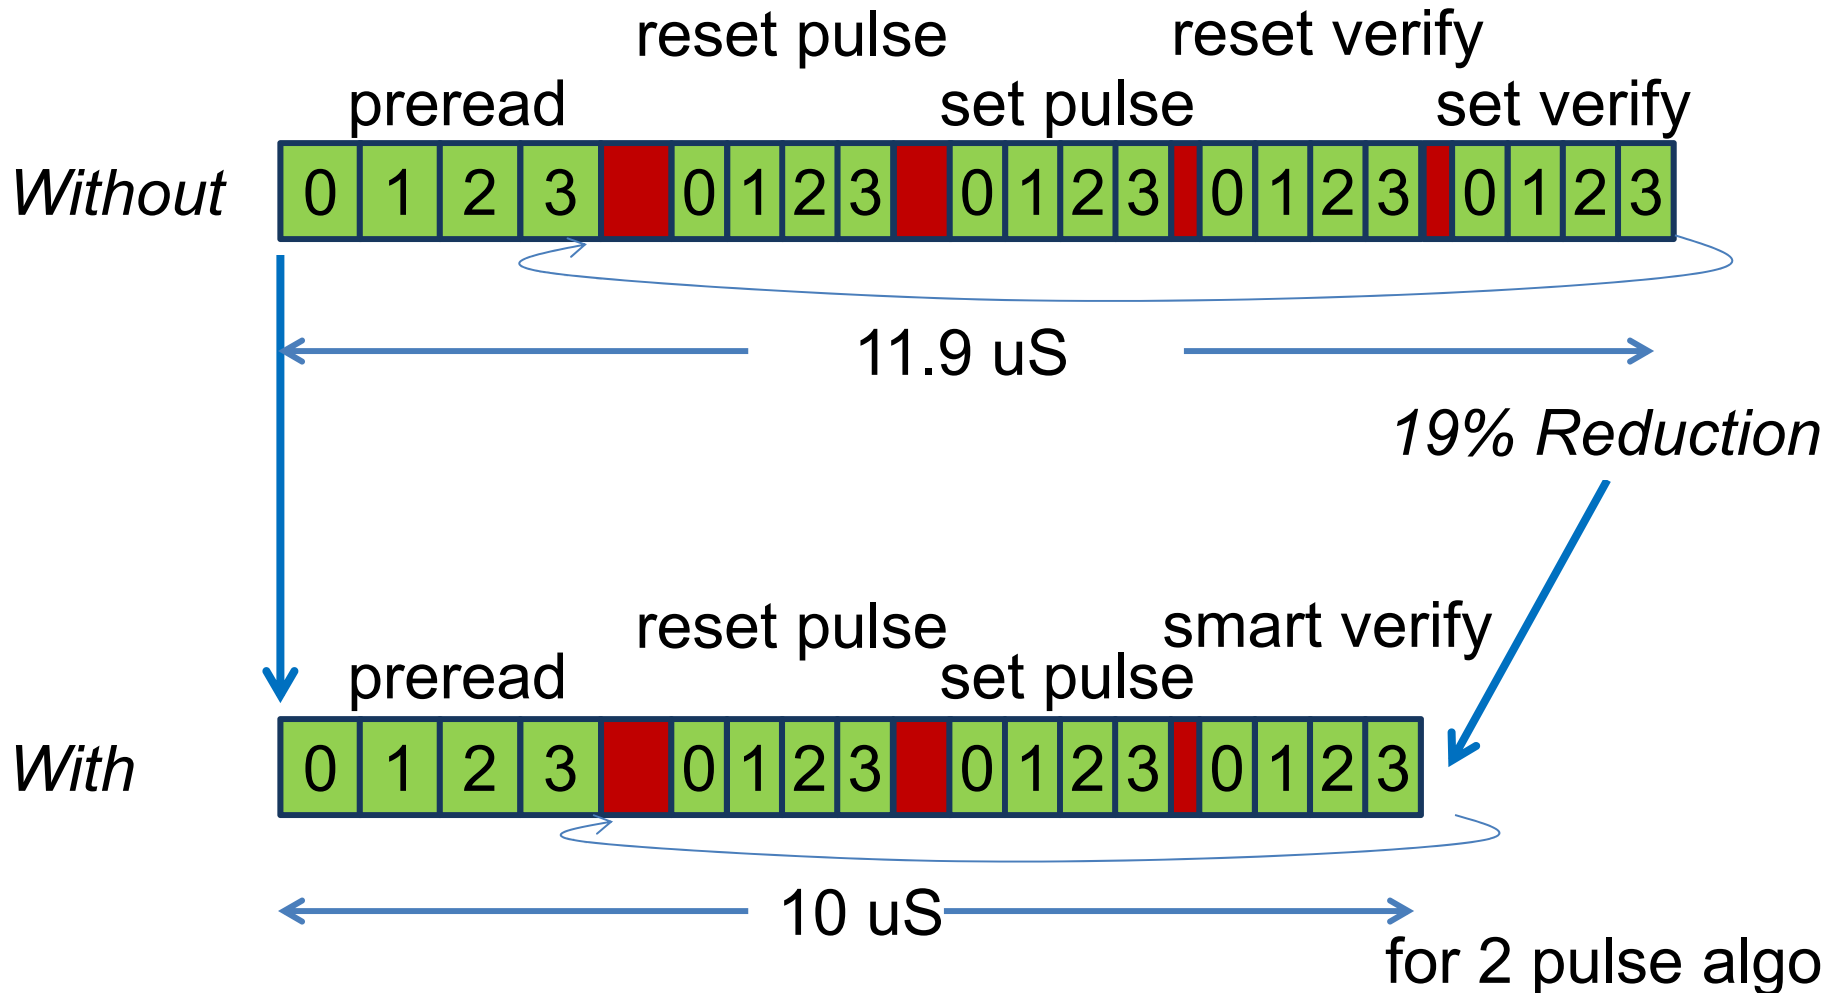 reset pulse reset verify
preread set pulse set verify
Without 0 1 2 3 0 1 2 3 0 1 2 3 0 1 2 3 0 1 2 3
11.9 uS
19% Reduction
reset pulse smart verify
preread set pulse
With 0 1 2 3 0 1 2 3 0 1 2 3 0 1 2 3
10 uS
for 2 pulse algo